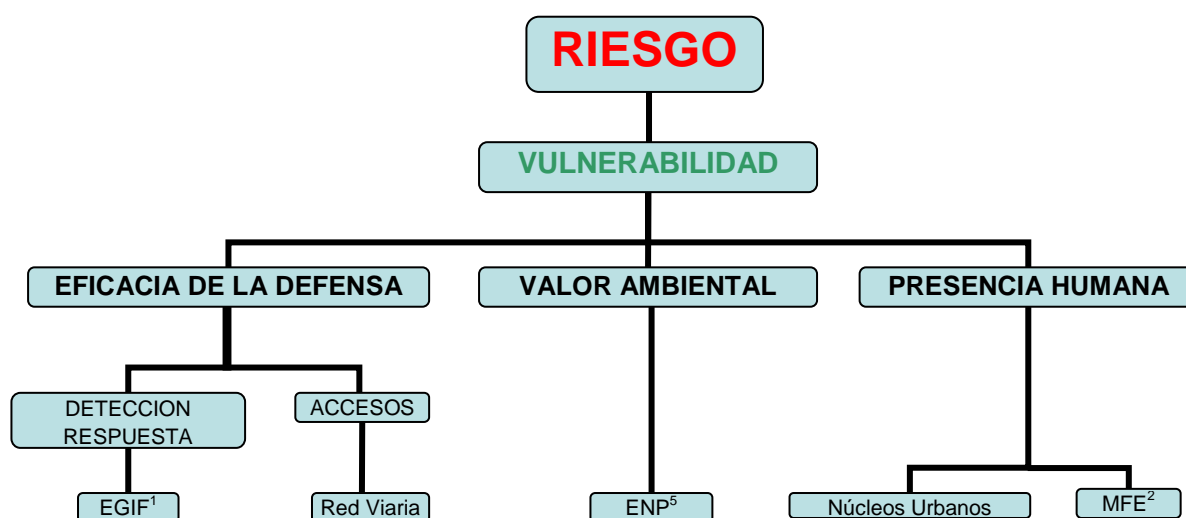 RIESGO
VULNERABILIDAD
EFICACIA DE LA DEFENSA
VALOR AMBIENTAL
PRESENCIA HUMANA
DETECCION
RESPUESTA
ACCESOS
EGIF¹
Red Viaria
ENP⁵
Núcleos Urbanos
MFE²